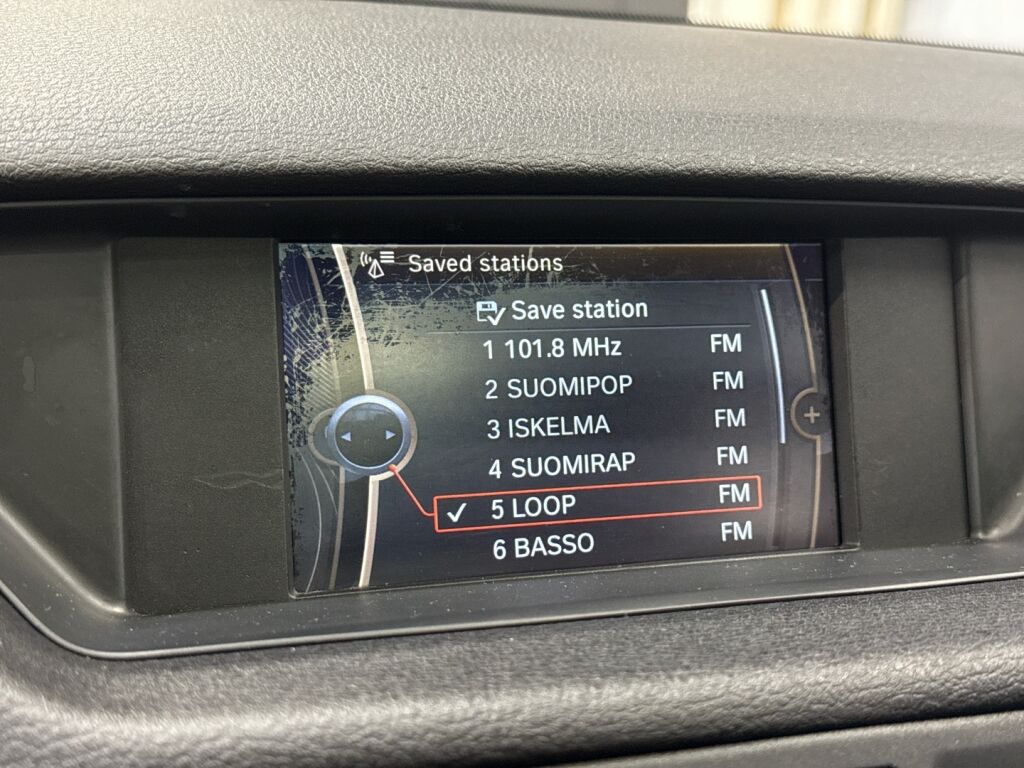 Saved stations
Save station
1 101.8 MHz FM
2 SUOMIPOP FM
3 ISKELMA FM
4 SUOMIRAP FM
5 LOOP FM
6 BASSO FM